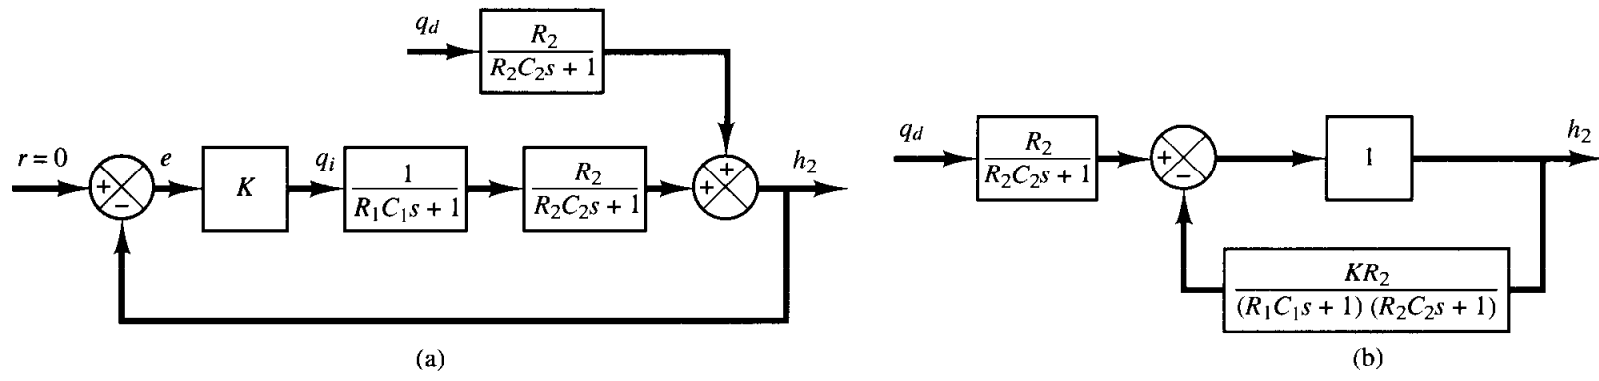 q_d
R_2
R_2C_2s + 1
r = 0
+
−
e
K
q_i
1
R_1C_1s + 1
R_2
R_2C_2s + 1
+
+
h_2
(a)
q_d
R_2
R_2C_2s + 1
+
−
1
h_2
KR_2
(R_1C_1s + 1) (R_2C_2s + 1)
(b)